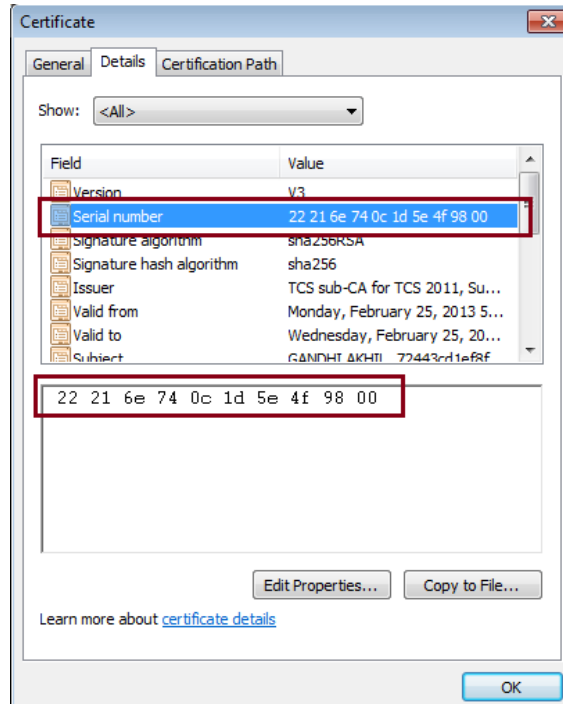 Certificate
General Details Certification Path
Show: <All>
Field Value
Version V3
Serial number 22 21 6e 74 0c 1d 5e 4f 98 00
Signature algorithm sha256RSA
Signature hash algorithm sha256
Issuer TCS sub-CA for TCS 2011, Su...
Valid from Monday, February 25, 2013 5...
Valid to Wednesday, February 25, 20...
Subject GANDHI AKHIL, 72443cd1ef8f
22 21 6e 74 0c 1d 5e 4f 98 00
Edit Properties... Copy to File...
Learn more about certificate details
OK